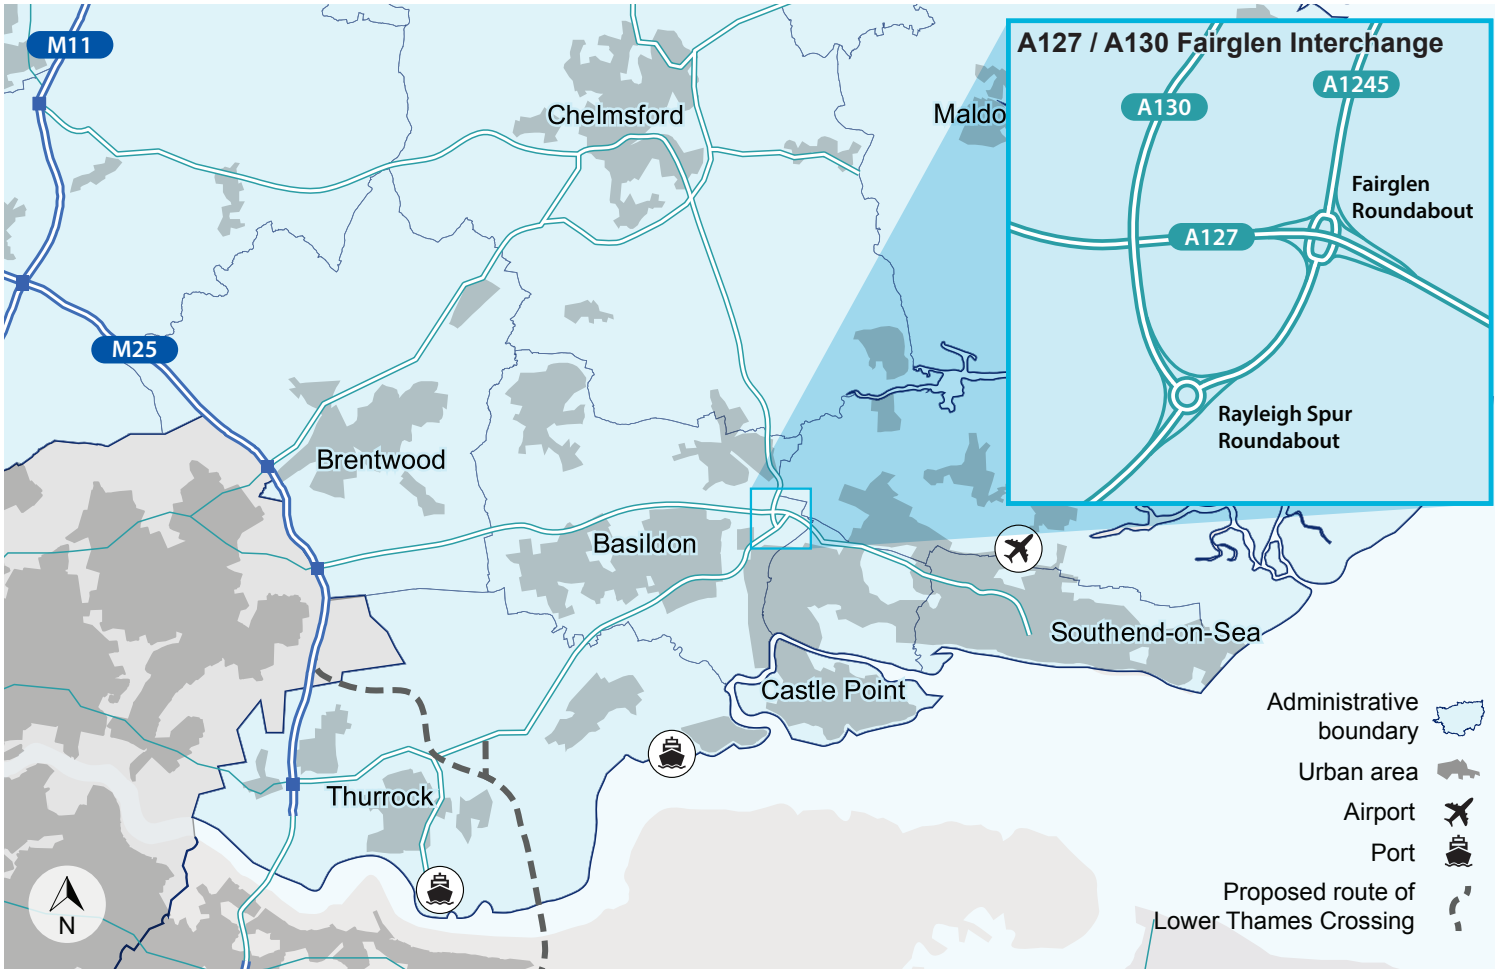 M11
A127 / A130 Fairglen Interchange
A1245
A130
Chelmsford
Maldo
Fairglen
Roundabout
A127
M25
Rayleigh Spur
Roundabout
Brentwood
Basildon
Southend-on-Sea
Castle Point
Administrative
boundary
Urban area
Thurrock
Airport
Port
Proposed route of
Lower Thames Crossing
N